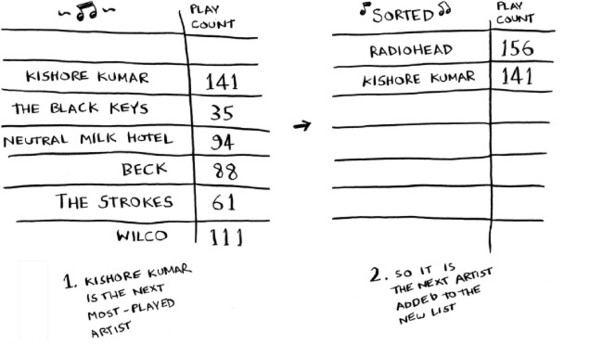 PLAY
COUNT
KISHORE KUMAR 141
THE BLACK KEYS 35
NEUTRAL MILK HOTEL 94
BECK 88
THE STROKES 61
WILCO 111
1. KISHORE KUMAR
IS THE NEXT
MOST-PLAYED
ARTIST
SORTED PLAY
COUNT
RADIOHEAD 156
KISHORE KUMAR 141
2. SO IT IS
THE NEXT ARTIST
ADDED TO THE
NEW LIST